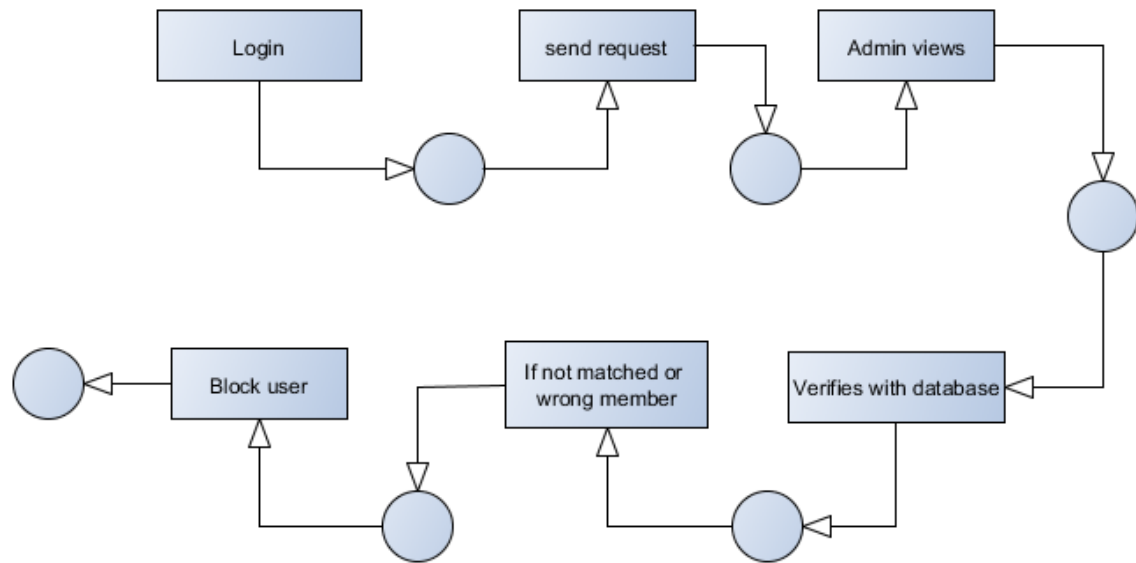 Login
send request
Admin views
Verifies with database
If not matched or
wrong member
Block user